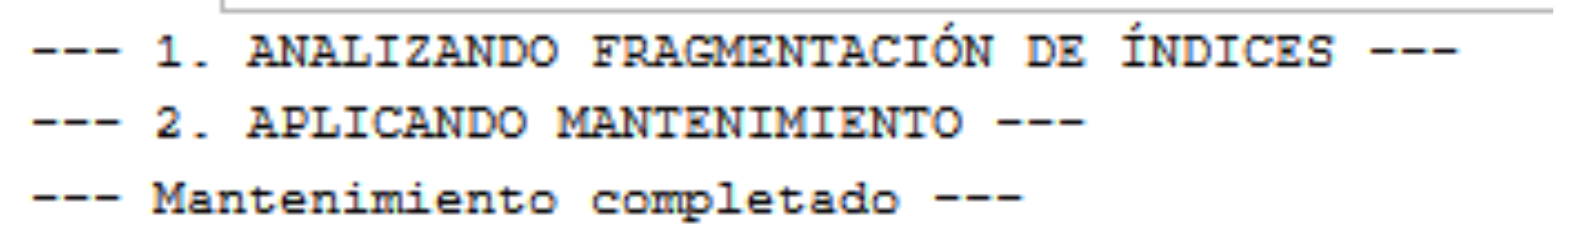 --- 1. ANALIZANDO FRAGMENTACIÓN DE ÍNDICES ---
--- 2. APLICANDO MANTENIMIENTO ---
--- Mantenimiento completado ---